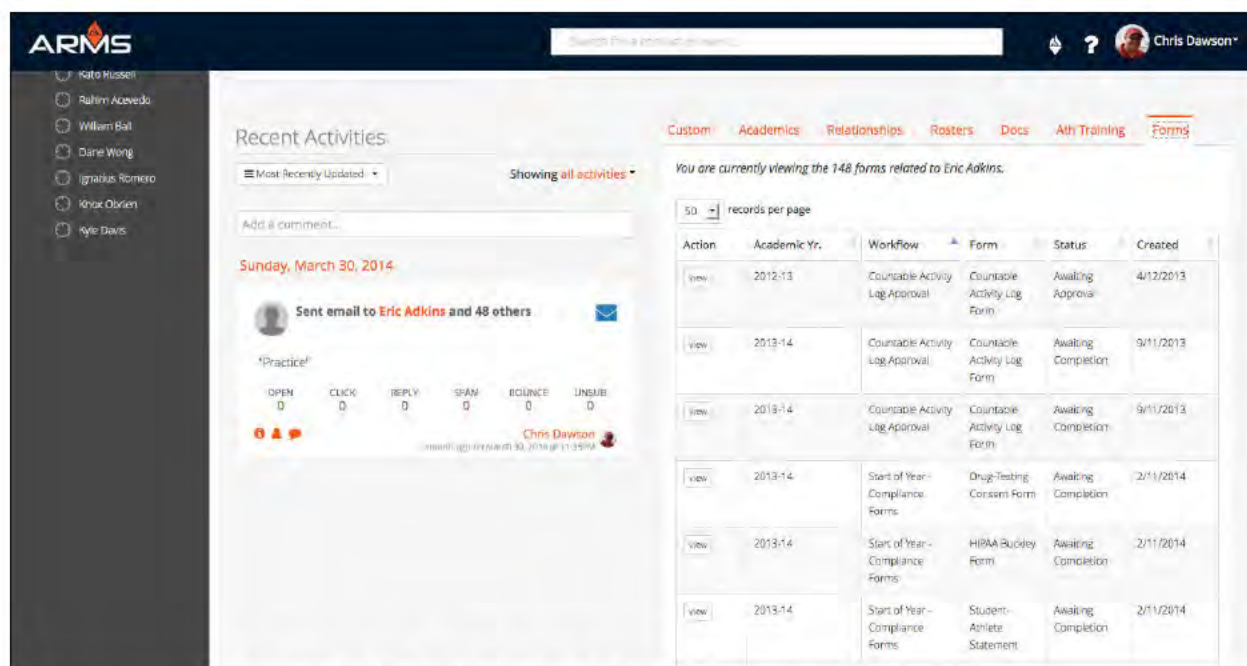 ARMS
Search for a contact or event...
?
Chris Dawson
Kato Russell
Rahim Acevedo
William Ball
Dane Wong
Ignatius Romero
Knox Obrien
Kyle Davis
Recent Activities
Most Recently Updated
Showing all activities
Add a comment...
Sunday, March 30, 2014
Sent email to Eric Adkins and 48 others
"Practice!"
OPEN CLICK REPLY SPAM BOUNCE UNSUB
0 0 0 0 0 0
Chris Dawson
Custom Academics Relationships Rosters Docs Ath Training Forms
You are currently viewing the 148 forms related to Eric Adkins.
50 records per page
Action Academic Yr. Workflow Form Status Created
view 2012-13 Countable Activity Countable Awaiting 4/12/2013
Log Approval Activity Log Approval
Form
view 2013-14 Countable Activity Countable Awaiting 9/11/2013
Log Approval Activity Log Completion
Form
view 2013-14 Countable Activity Countable Awaiting 9/11/2013
Log Approval Activity Log Completion
Form
view 2013-14 Start of Year - Drug-Testing Awaiting 2/11/2014
Compliance Consent Form Completion
Forms
view 2013-14 Start of Year - HIPAA Buckley Awaiting 2/11/2014
Compliance Form Completion
Forms
view 2013-14 Start of Year - Student- Awaiting 2/11/2014
Compliance Athlete Completion
Forms Statement